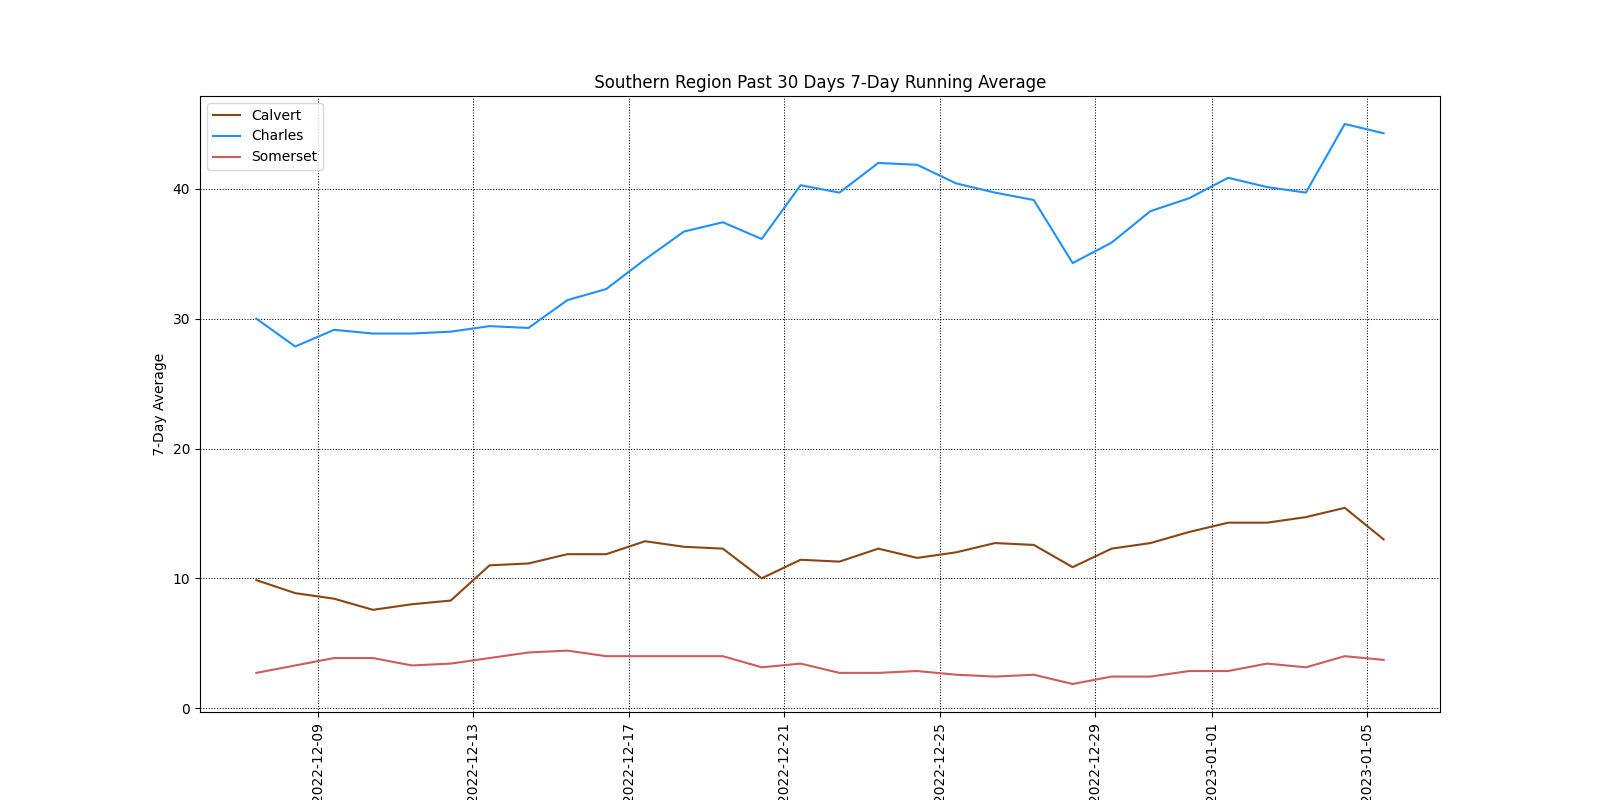 Southern Region Past 30 Days 7-Day Running Average
Calvert
Charles
Somerset
7-Day Average
40
30
20
10
0
2022-12-09
2022-12-13
2022-12-17
2022-12-21
2022-12-25
2022-12-29
2023-01-01
2023-01-05